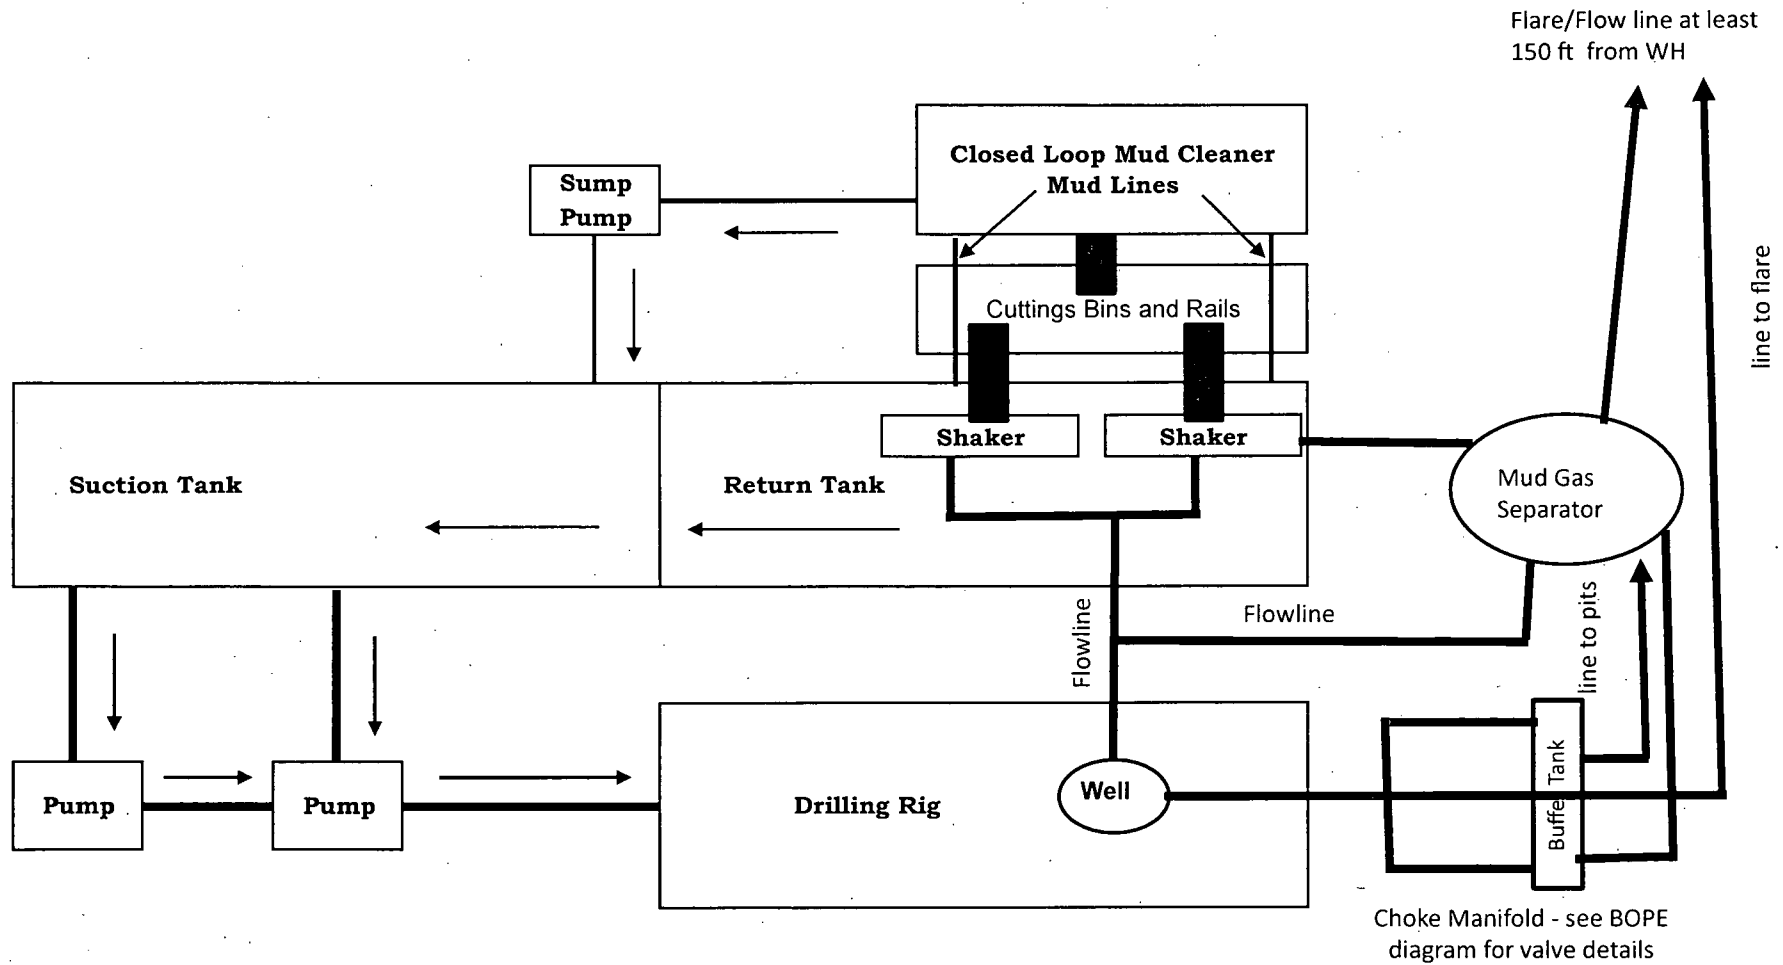 Flare/Flow line at least
150 ft from WH
Closed Loop Mud Cleaner
Mud Lines
Sump
Pump
line to flare
Cuttings Bins and Rails
Shaker
Shaker
Suction Tank
Return Tank
Mud Gas
Separator
Flowline
Flowline
line to pits
Pump
Pump
Drilling Rig
Well
Buffe Tank
Choke Manifold - see BOPE
diagram for valve details